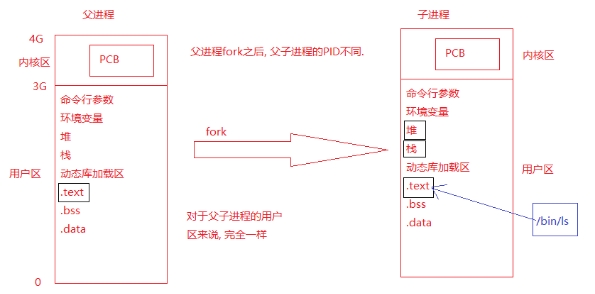 父进程
子进程
4G
内核区
PCB
3G
命令行参数
环境变量
堆
栈
用户区
动态库加载区
.text
.bss
.data
0
父进程fork之后, 父子进程的PID不同.
fork
对于父子进程的用户
区来说, 完全一样
PCB
内核区
命令行参数
环境变量
堆
栈
动态库加载区
用户区
.text
.bss
.data
/bin/ls